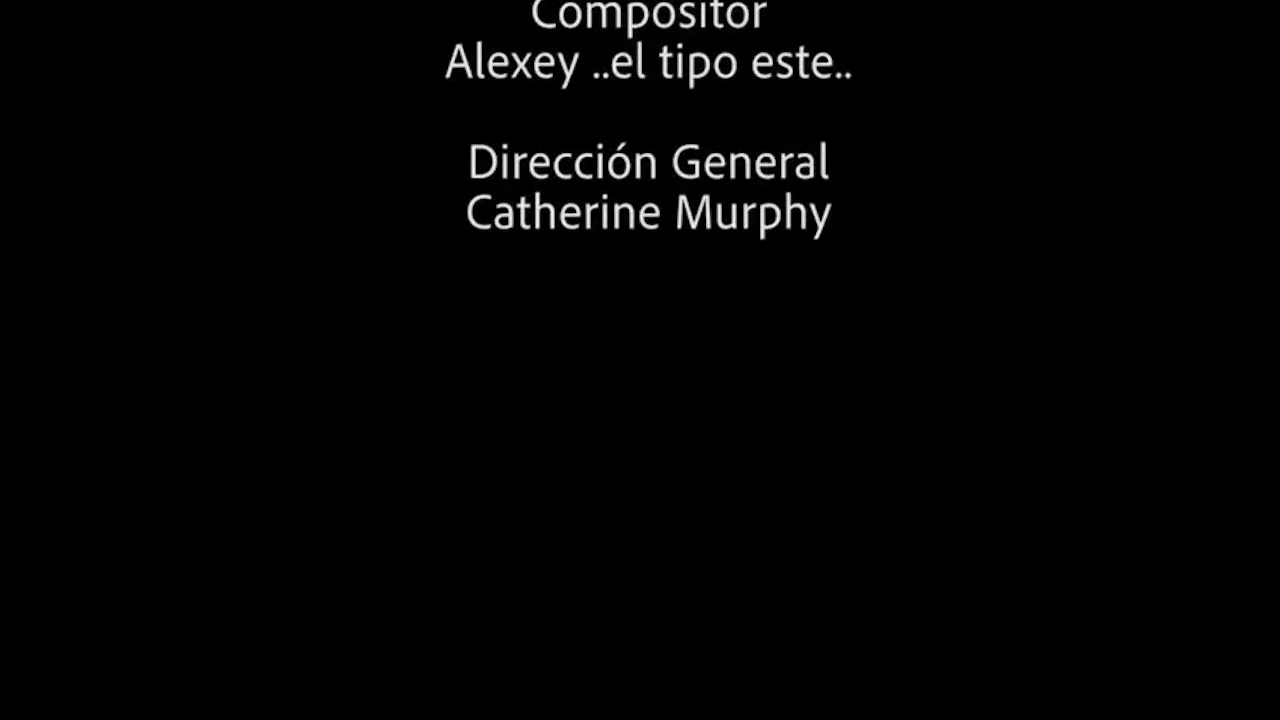 Compositor
Alexey ..el tipo este..
Dirección General
Catherine Murphy